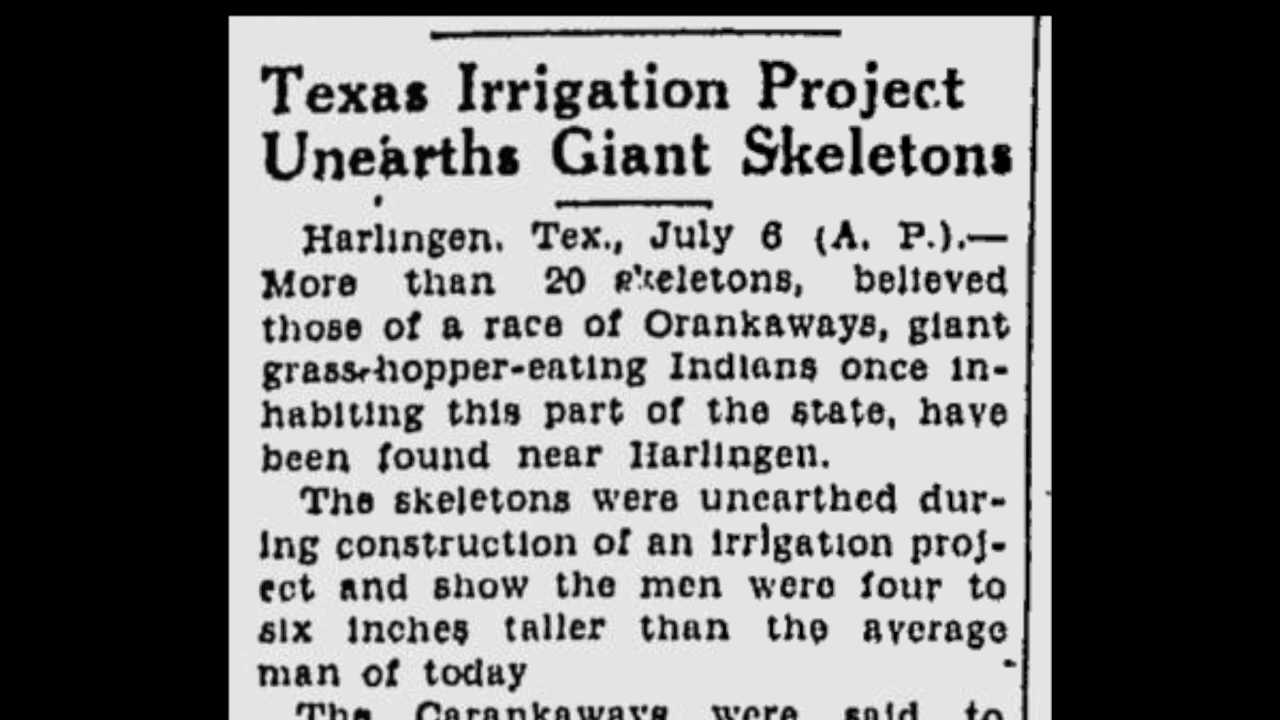 Texas Irrigation Project
Unearths Giant Skeletons
Harlingen, Tex., July 6 (A. P.).—
More than 20 skeletons, believed
those of a race of Orankaways, giant
grass-hopper-eating Indians once in-
habiting this part of the state, have
been found near Harlingen.
The skeletons were unearthed dur-
ing construction of an irrigation proj-
ect and show the men were four to
six inches taller than the average
man of today
The Carankaways were said to